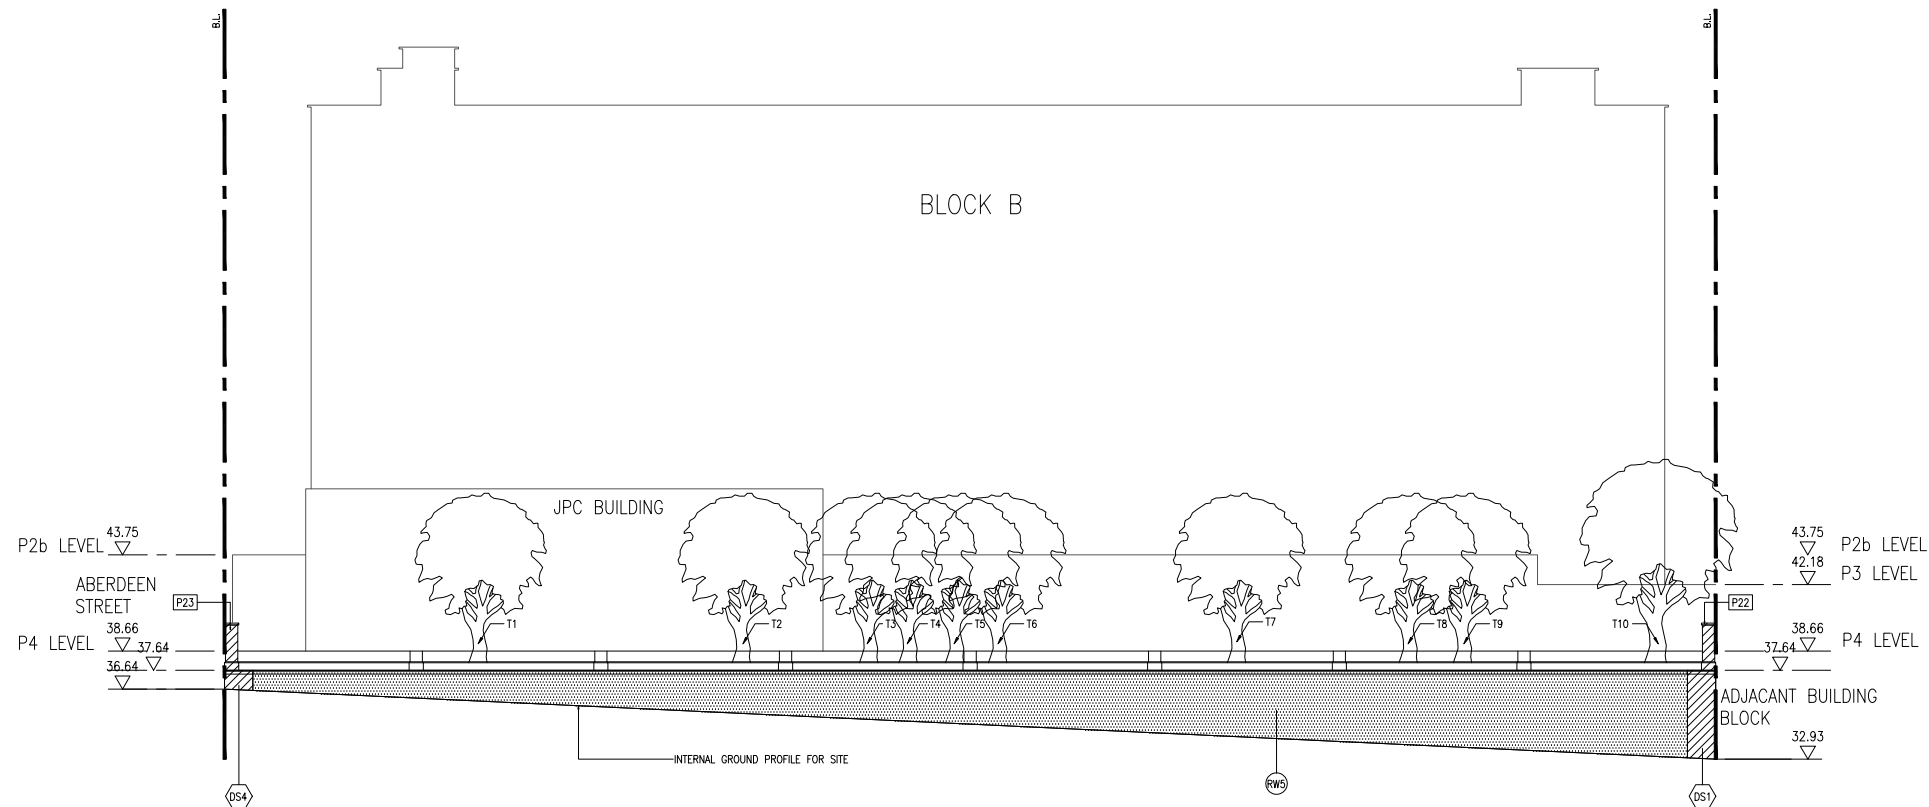 B.L.
B.L.
BLOCK B
JPC BUILDING
43.75
P2b LEVEL
43.75
P2b LEVEL
42.18
P3 LEVEL
ABERDEEN
STREET
P23
P22
T1
T2
T3
T4
T5
T6
T7
T8
T9
T10
38.66
P4 LEVEL
37.64
36.64
38.66
P4 LEVEL
37.64
ADJACANT BUILDING
BLOCK
32.93
INTERNAL GROUND PROFILE FOR SITE
RW5
DS4
DS1